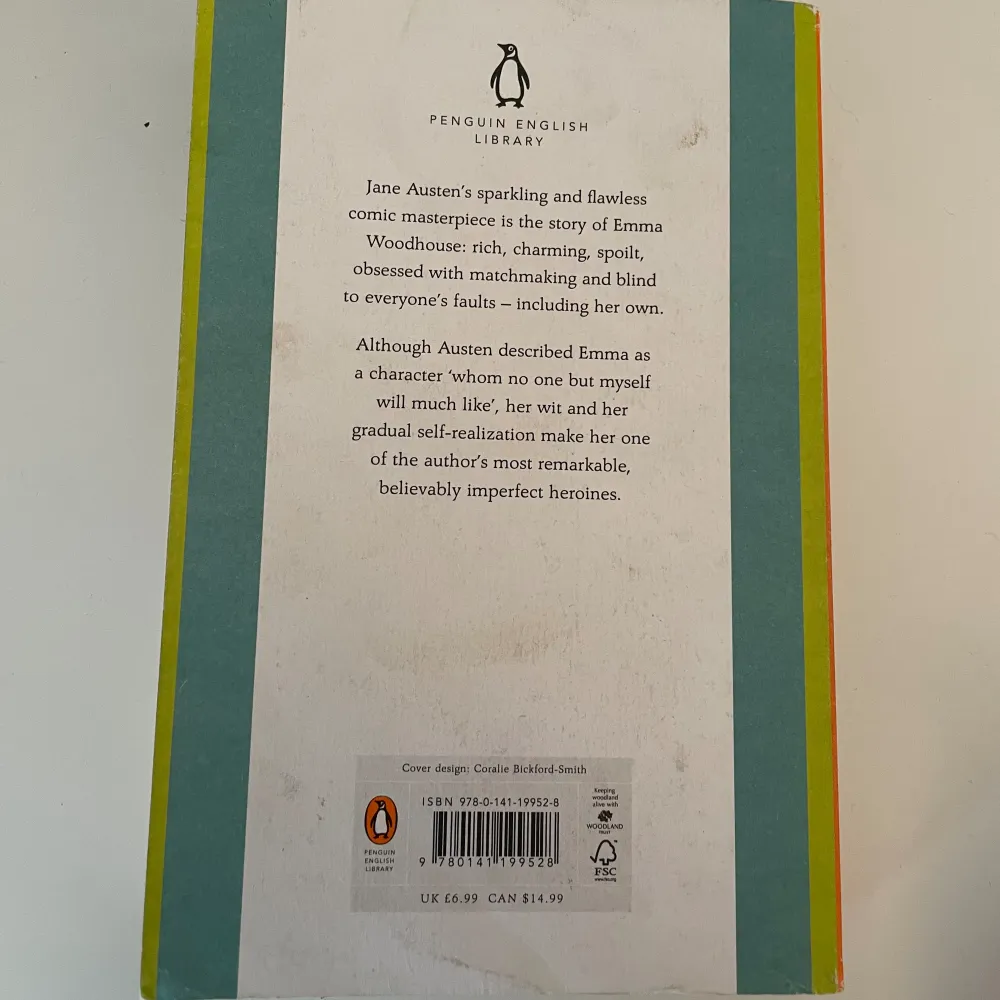 PENGUIN ENGLISH
LIBRARY
Jane Austen's sparkling and flawless
comic masterpiece is the story of Emma
Woodhouse: rich, charming, spoilt,
obsessed with matchmaking and blind
to everyone's faults – including her own.
Although Austen described Emma as
a character 'whom no one but myself
will much like', her wit and her
gradual self-realization make her one
of the author's most remarkable,
believably imperfect heroines.
Cover design: Coralie Bickford-Smith
PENGUIN
ENGLISH
LIBRARY
ISBN 978-0-141-19952-8
9 780141 199528
UK £6.99 CAN $14.99
Keeping
woodland
alive with
WOODLAND
TRUST
FSC
www.fsc.org